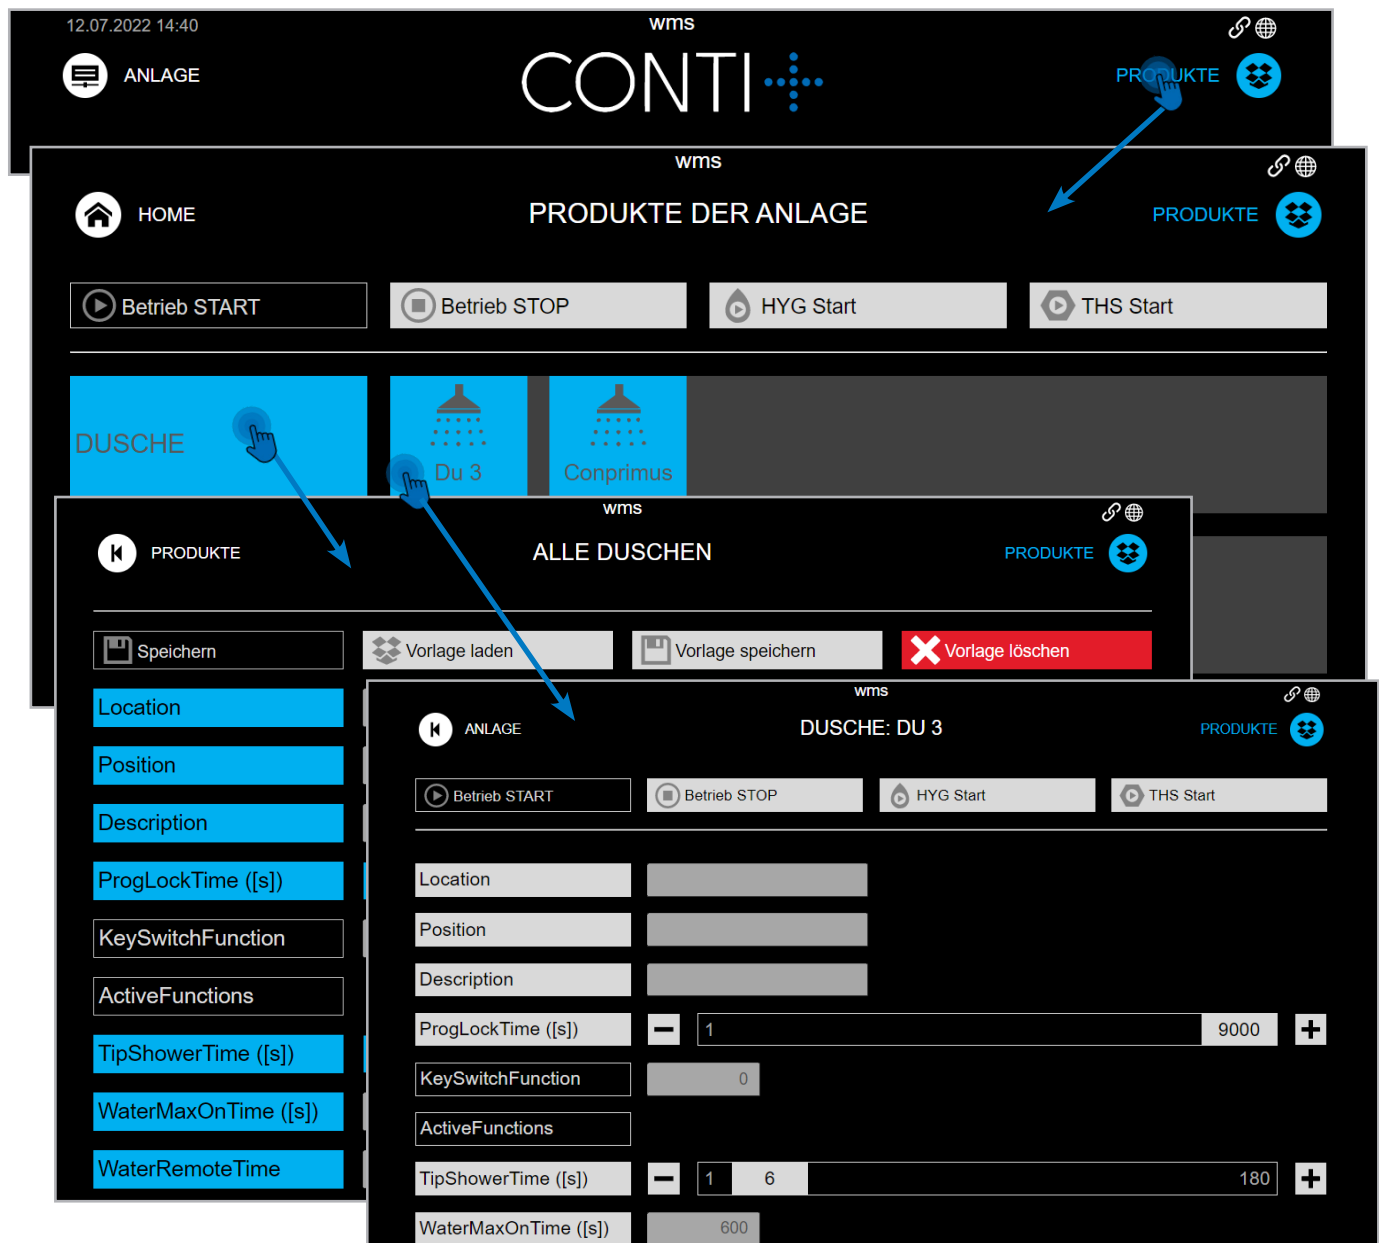 12.07.2022 14:40
wms
ANLAGE
CONTI
PRODUKTE
wms
HOME
PRODUKTE DER ANLAGE
PRODUKTE
Betrieb START
Betrieb STOP
HYG Start
THS Start
DUSCHE
Du 3
Conprimus
wms
PRODUKTE
ALLE DUSCHEN
PRODUKTE
Speichern
Vorlage laden
Vorlage speichern
Vorlage löschen
Location
Position
Description
ProgLockTime ([s])
KeySwitchFunction
ActiveFunctions
TipShowerTime ([s])
WaterMaxOnTime ([s])
WaterRemoteTime
wms
ANLAGE
DUSCHE: DU 3
PRODUKTE
Betrieb START
Betrieb STOP
HYG Start
THS Start
Location
Position
Description
ProgLockTime ([s])
1
9000
KeySwitchFunction
0
ActiveFunctions
TipShowerTime ([s])
1
6
180
WaterMaxOnTime ([s])
600